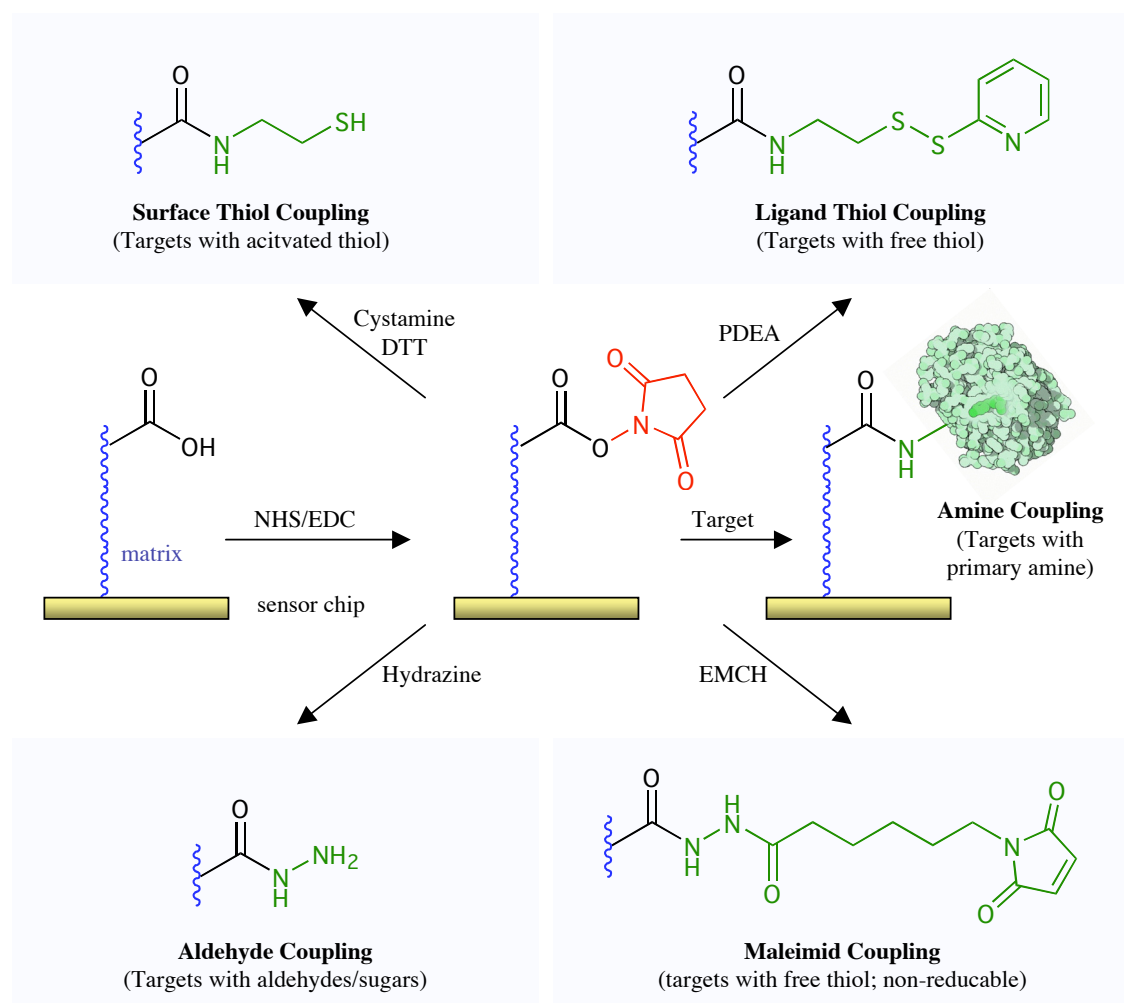 O
N
H
SH
Surface Thiol Coupling
(Targets with acitvated thiol)
O
N
H
S
S
N
Ligand Thiol Coupling
(Targets with free thiol)
Cystamine
DTT
PDEA
O
OH
matrix
NHS/EDC
sensor chip
O
O
O
N
O
Target
O
N
H
Amine Coupling
(Targets with
primary amine)
Hydrazine
EMCH
O
N
H
NH2
Aldehyde Coupling
(Targets with aldehydes/sugars)
O
N
H
H
N
O
N
O
O
Maleimid Coupling
(targets with free thiol; non-reducable)